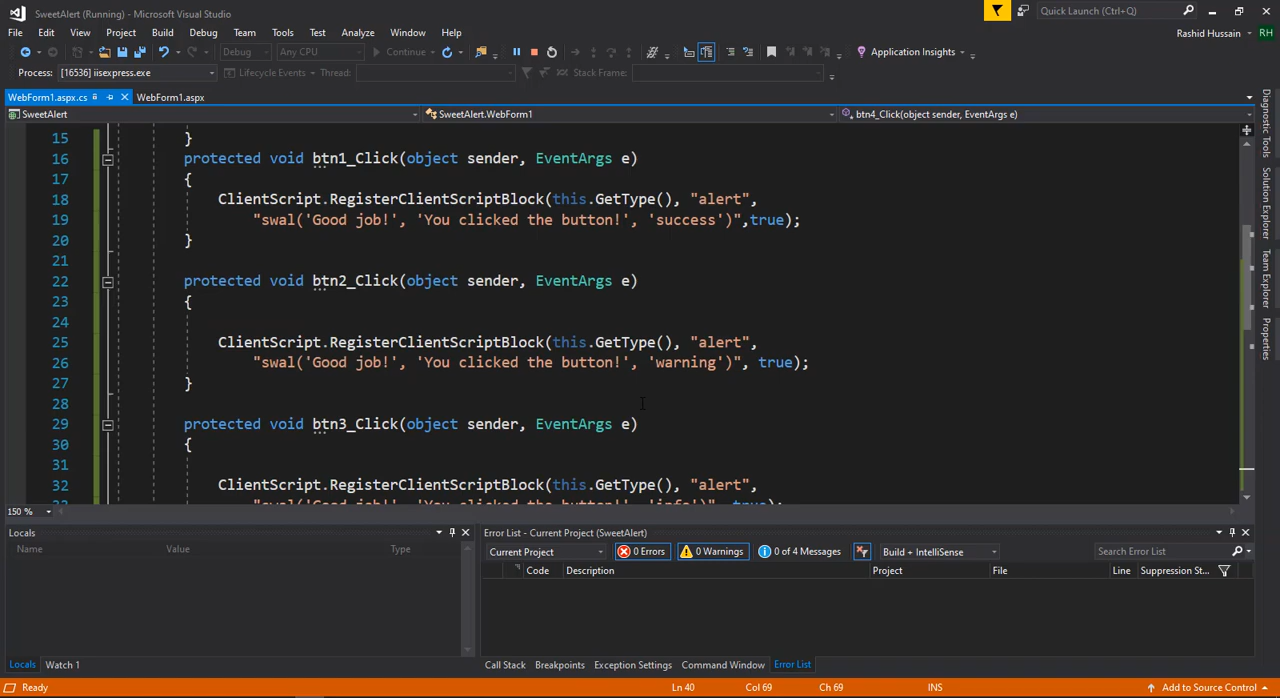 SweetAlert (Running) - Microsoft Visual Studio
Quick Launch (Ctrl+Q)
File Edit View Project Build Debug Team Tools Test Analyze Window Help
Rashid Hussain RH
Debug Any CPU Continue Application Insights
Process: [16536] iisexpress.exe Lifecycle Events Thread: Stack Frame:
WebForm1.aspx.cs WebForm1.aspx
SweetAlert SweetAlert.WebForm1 btn4_Click(object sender, EventArgs e)
15 }
16 protected void btn1_Click(object sender, EventArgs e)
17 {
18 ClientScript.RegisterClientScriptBlock(this.GetType(), "alert",
19 "swal('Good job!', 'You clicked the button!', 'success')",true);
20 }
21
22 protected void btn2_Click(object sender, EventArgs e)
23 {
24
25 ClientScript.RegisterClientScriptBlock(this.GetType(), "alert",
26 "swal('Good job!', 'You clicked the button!', 'warning')", true);
27 }
28
29 protected void btn3_Click(object sender, EventArgs e)
30 {
31
32 ClientScript.RegisterClientScriptBlock(this.GetType(), "alert",
150 %
Diagnostic Tools
Solution Explorer
Team Explorer
Properties
Locals
Name Value Type
Locals Watch 1
Error List - Current Project (SweetAlert)
Current Project 0 Errors 0 Warnings 0 of 4 Messages Build + IntelliSense Search Error List
Code Description Project File Line Suppression St...
Call Stack Breakpoints Exception Settings Command Window Error List
Ready Ln 40 Col 69 Ch 69 INS Add to Source Control